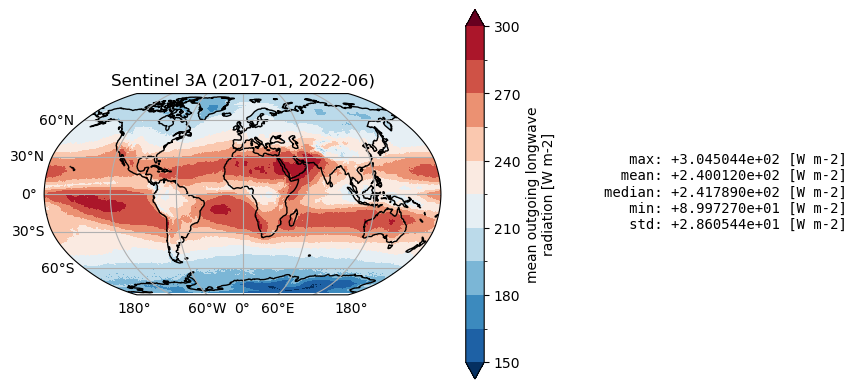 Sentinel 3A (2017-01, 2022-06)
60°N
30°N
0°
30°S
60°S
180°
60°W
0°
60°E
180°
300
270
240
210
180
150
mean outgoing longwave
radiation [W m-2]
max: +3.045044e+02 [W m-2]
mean: +2.400120e+02 [W m-2]
median: +2.417890e+02 [W m-2]
min: +8.997270e+01 [W m-2]
std: +2.860544e+01 [W m-2]